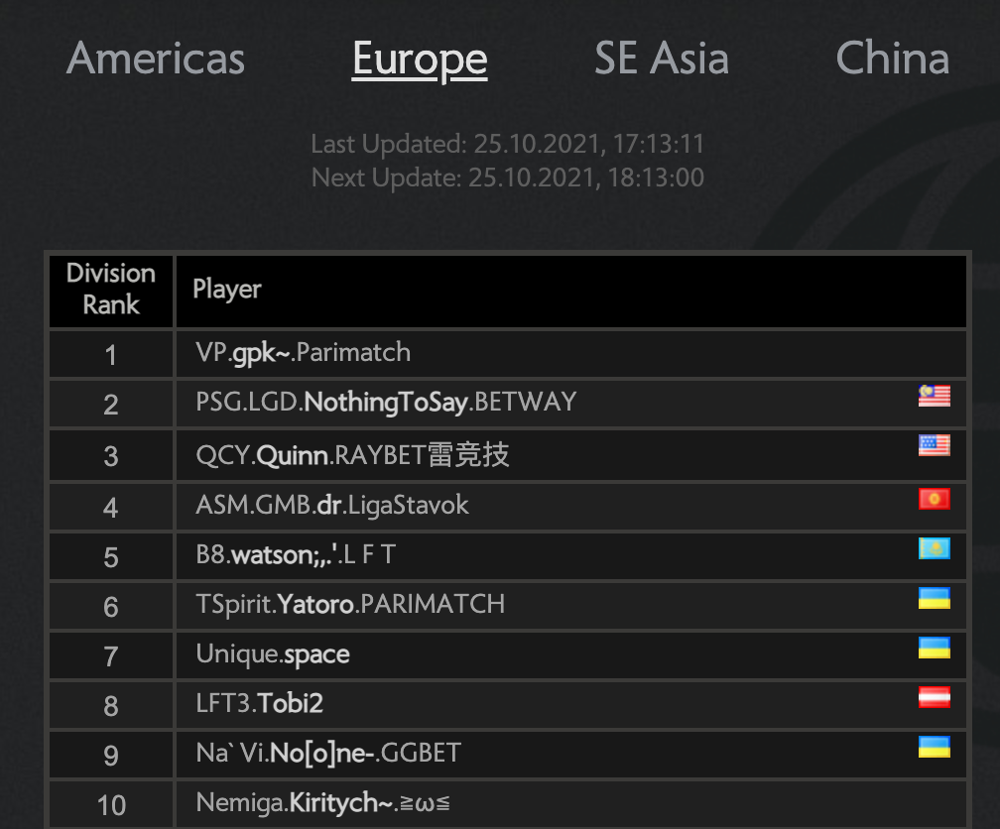 Americas Europe SE Asia China
Last Updated: 25.10.2021, 17:13:11
Next Update: 25.10.2021, 18:13:00
Division
Rank
Player
1 VP.gpk~.Parimatch
2 PSG.LGD.NothingToSay.BETWAY
3 QCY.Quinn.RAYBET雷竞技
4 ASM.GMB.dr.LigaStavok
5 B8.watson;,.'.L F T
6 TSpirit.Yatoro.PARIMATCH
7 Unique.space
8 LFT3.Tobi2
9 Na`Vi.No[o]ne-.GGBET
10 Nemiga.Kiritych~.≧ω≦